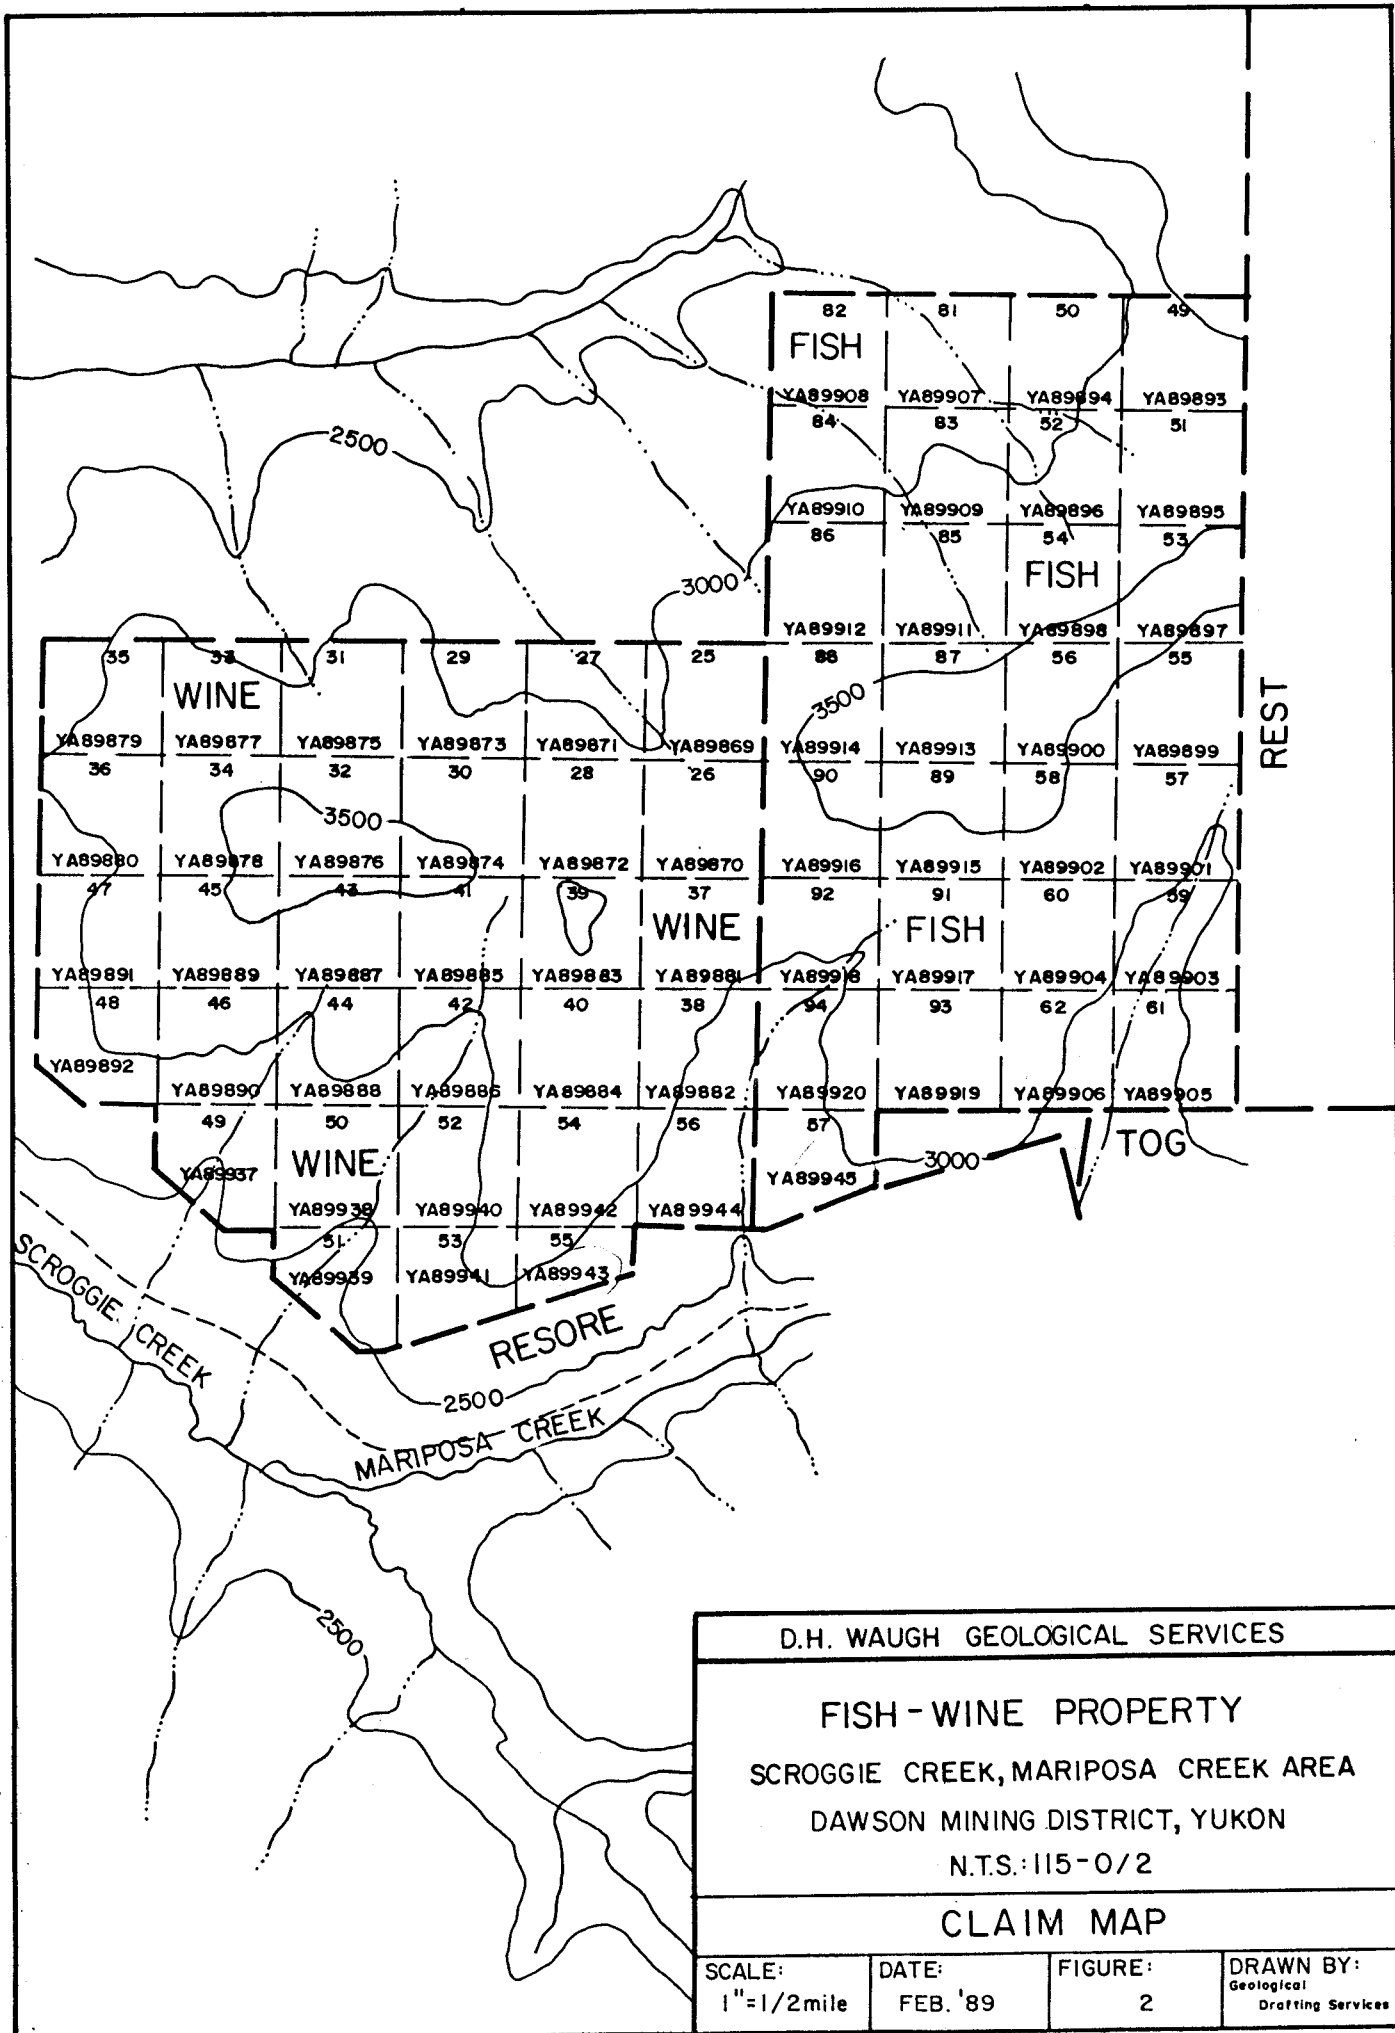 82 81 50 49
FISH
YA89908 YA89907 YA89894 YA89893
84 83 52 51
2500
YA89910 YA89909 YA89896 YA89895
86 85 54 53
FISH
3000
YA89912 YA89911 YA89898 YA89897
35 33 31 29 27 25 88 87 56 55
WINE
3500
REST
YA89879 YA89877 YA89875 YA89873 YA89871 YA89869 YA89914 YA89913 YA89900 YA89899
36 34 32 30 28 26 90 89 58 57
3500
YA89880 YA89878 YA89876 YA89874 YA89872 YA89870 YA89916 YA89915 YA89902 YA89901
47 45 43 41 39 37 92 91 60 59
WINE FISH
YA89891 YA89889 YA89887 YA89885 YA89883 YA89881 YA89918 YA89917 YA89904 YA89903
48 46 44 42 40 38 94 93 62 61
YA89892
YA89890 YA89888 YA89886 YA89884 YA89882 YA89920 YA89919 YA89906 YA89905
49 50 52 54 56 57
TOG
WINE
3000
YA89937 YA89945
YA89938 YA89940 YA89942 YA89944
51 53 55
YA89939 YA89941 YA89943
SCROGGIE CREEK
RESORE
2500
MARIPOSA CREEK
2500
D.H. WAUGH GEOLOGICAL SERVICES
FISH-WINE PROPERTY
SCROGGIE CREEK, MARIPOSA CREEK AREA
DAWSON MINING DISTRICT, YUKON
N.T.S.: 115-0/2
CLAIM MAP
SCALE: DATE: FIGURE: DRAWN BY:
1"=1/2mile FEB. '89 2 Geological
Drafting Services